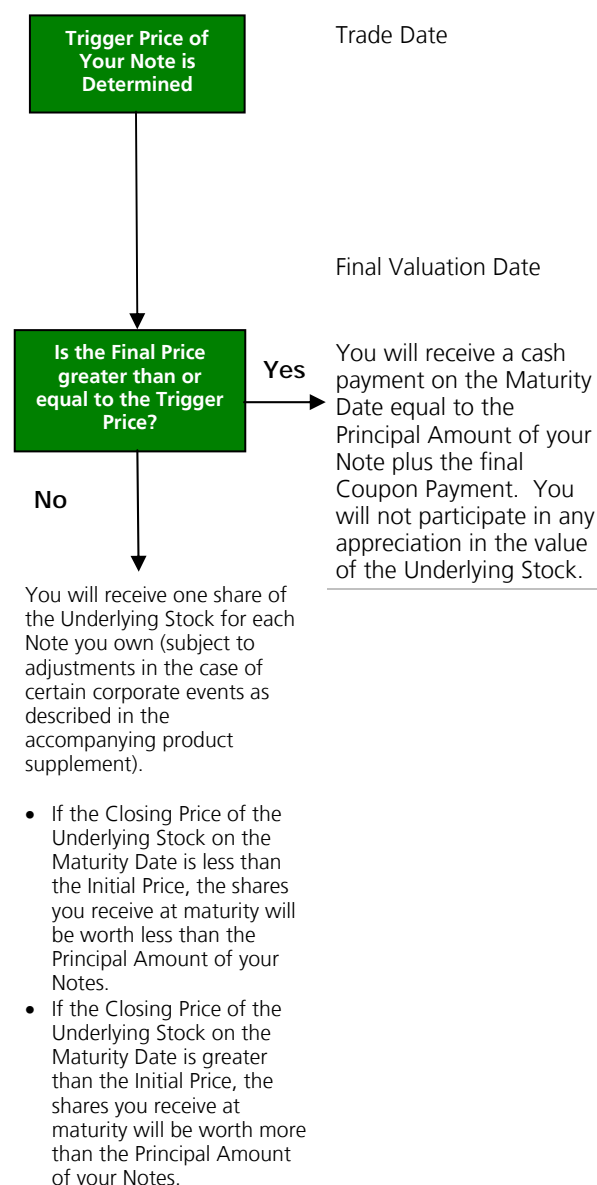 Trigger Price of
Your Note is
Determined
Trade Date
Final Valuation Date
Is the Final Price
greater than or
equal to the Trigger
Price?
Yes
You will receive a cash
payment on the Maturity
Date equal to the
Principal Amount of your
Note plus the final
Coupon Payment.  You
will not participate in any
appreciation in the value
of the Underlying Stock.
No
You will receive one share of
the Underlying Stock for each
Note you own (subject to
adjustments in the case of
certain corporate events as
described in the
accompanying product
supplement).
• If the Closing Price of the
Underlying Stock on the
Maturity Date is less than
the Initial Price, the shares
you receive at maturity will
be worth less than the
Principal Amount of your
Notes.
• If the Closing Price of the
Underlying Stock on the
Maturity Date is greater
than the Initial Price, the
shares you receive at
maturity will be worth more
than the Principal Amount
of your Notes.